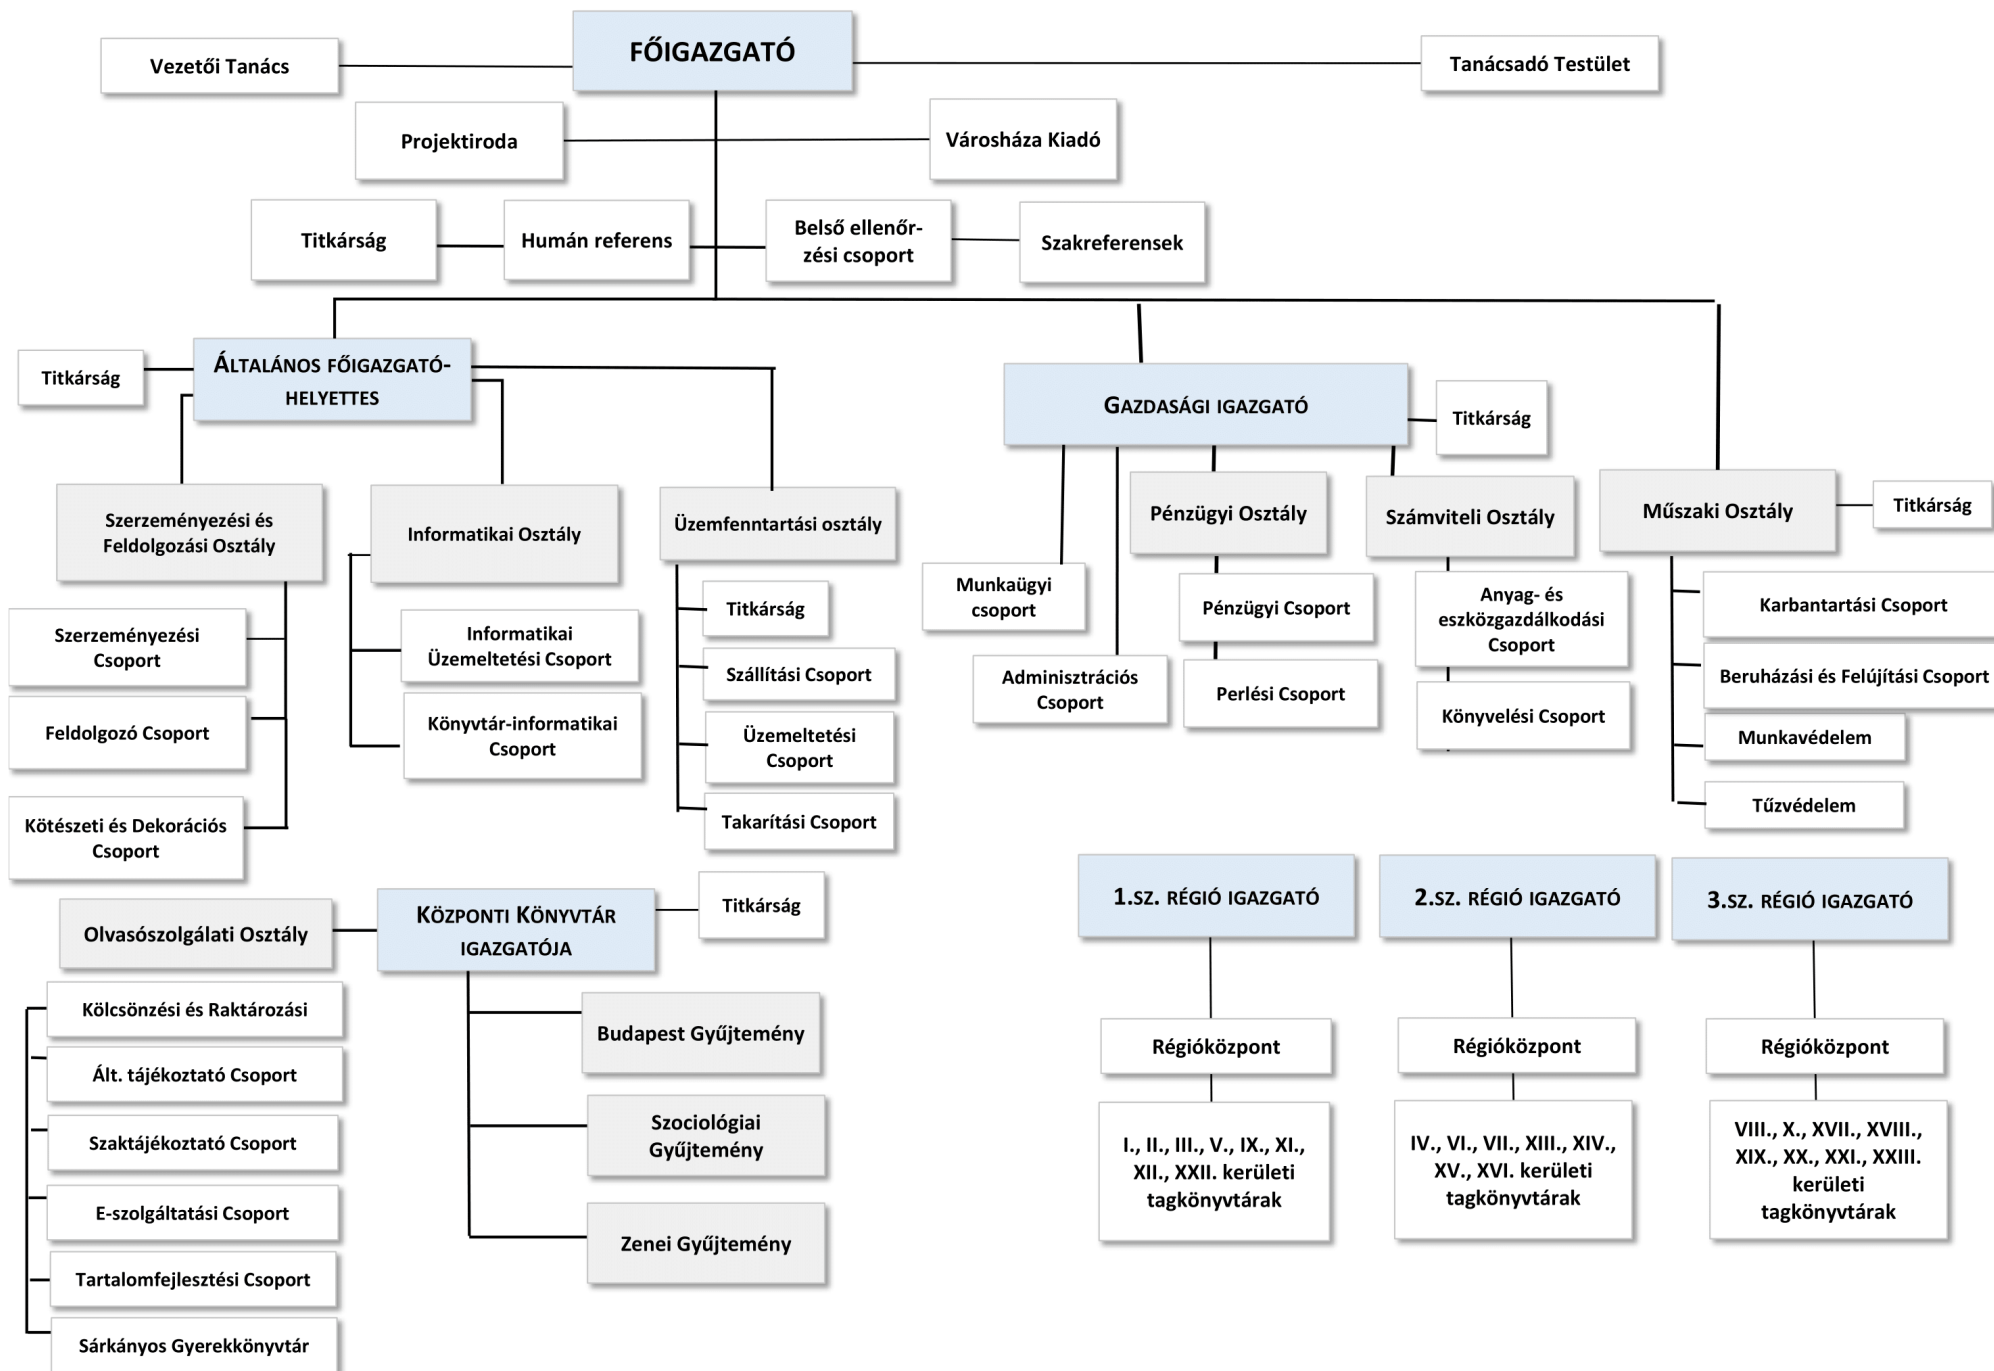 FŐIGAZGATÓ
Vezetői Tanács
Tanácsadó Testület
Projektiroda
Városháza Kiadó
Titkárság
Humán referens
Belső ellenőr-
zési csoport
Szakreferensek
Titkárság
ÁLTALÁNOS FŐIGAZGATÓ-
HELYETTES
GAZDASÁGI IGAZGATÓ
Titkárság
Szerzeményezési és
Feldolgozási Osztály
Informatikai Osztály
Üzemfenntartási osztály
Pénzügyi Osztály
Számviteli Osztály
Műszaki Osztály
Titkárság
Szerzeményezési
Csoport
Feldolgozó Csoport
Kötészeti és Dekorációs
Csoport
Informatikai
Üzemeltetési Csoport
Könyvtár-informatikai
Csoport
Titkárság
Szállítási Csoport
Üzemeltetési
Csoport
Takarítási Csoport
Munkaügyi
csoport
Adminisztrációs
Csoport
Pénzügyi Csoport
Perlési Csoport
Anyag- és
eszközgazdálkodási
Csoport
Könyvelési Csoport
Karbantartási Csoport
Beruházási és Felújítási Csoport
Munkavédelem
Tűzvédelem
Olvasószolgálati Osztály
KÖZPONTI KÖNYVTÁR
IGAZGATÓJA
Titkárság
Kölcsönzési és Raktározási
Ált. tájékoztató Csoport
Szaktájékoztató Csoport
E-szolgáltatási Csoport
Tartalomfejlesztési Csoport
Sárkányos Gyerekkönyvtár
Budapest Gyűjtemény
Szociológiai
Gyűjtemény
Zenei Gyűjtemény
1.SZ. RÉGIÓ IGAZGATÓ
2.SZ. RÉGIÓ IGAZGATÓ
3.SZ. RÉGIÓ IGAZGATÓ
Régióközpont
Régióközpont
Régióközpont
I., II., III., V., IX., XI.,
XII., XXII. kerületi
tagkönyvtárak
IV., VI., VII., XIII., XIV.,
XV., XVI. kerületi
tagkönyvtárak
VIII., X., XVII., XVIII.,
XIX., XX., XXI., XXIII.
kerületi
tagkönyvtárak